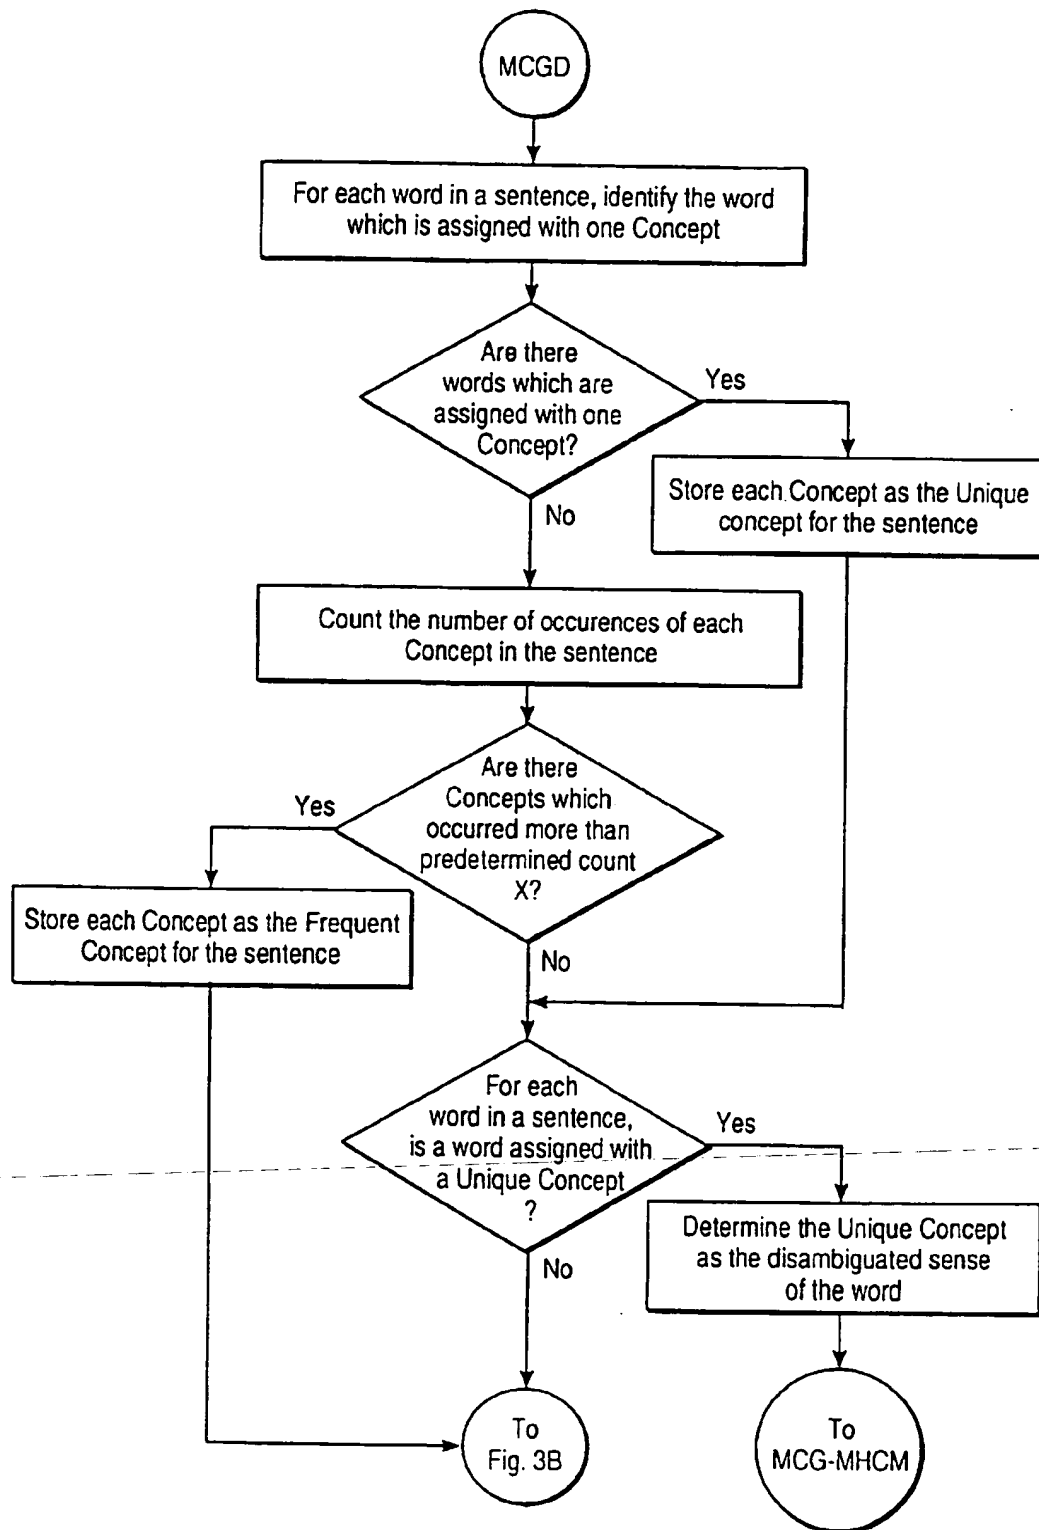 MCGD
For each word in a sentence, identify the word
which is assigned with one Concept
Are there
words which are
assigned with one
Concept?
Yes
Store each Concept as the Unique
concept for the sentence
No
Count the number of occurences of each
Concept in the sentence
Are there
Concepts which
occurred more than
predetermined count
X?
Yes
Store each Concept as the Frequent
Concept for the sentence
No
For each
word in a sentence,
is a word assigned with
a Unique Concept
?
Yes
Determine the Unique Concept
as the disambiguated sense
of the word
No
To
Fig. 3B
To
MCG-MHCM